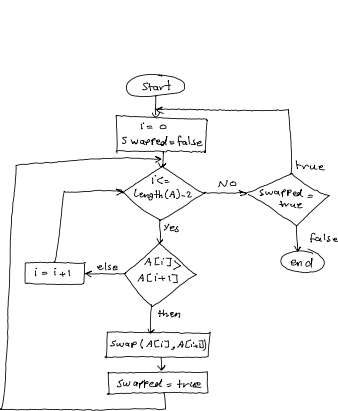 Start
i = 0
Swapped=false
i<=
length(A)-2
NO
swapped =
true
true
false
end
yes
A[i]>
A[i+1]
else
i = i+1
then
swap(A[i], A[i+1])
swapped = true